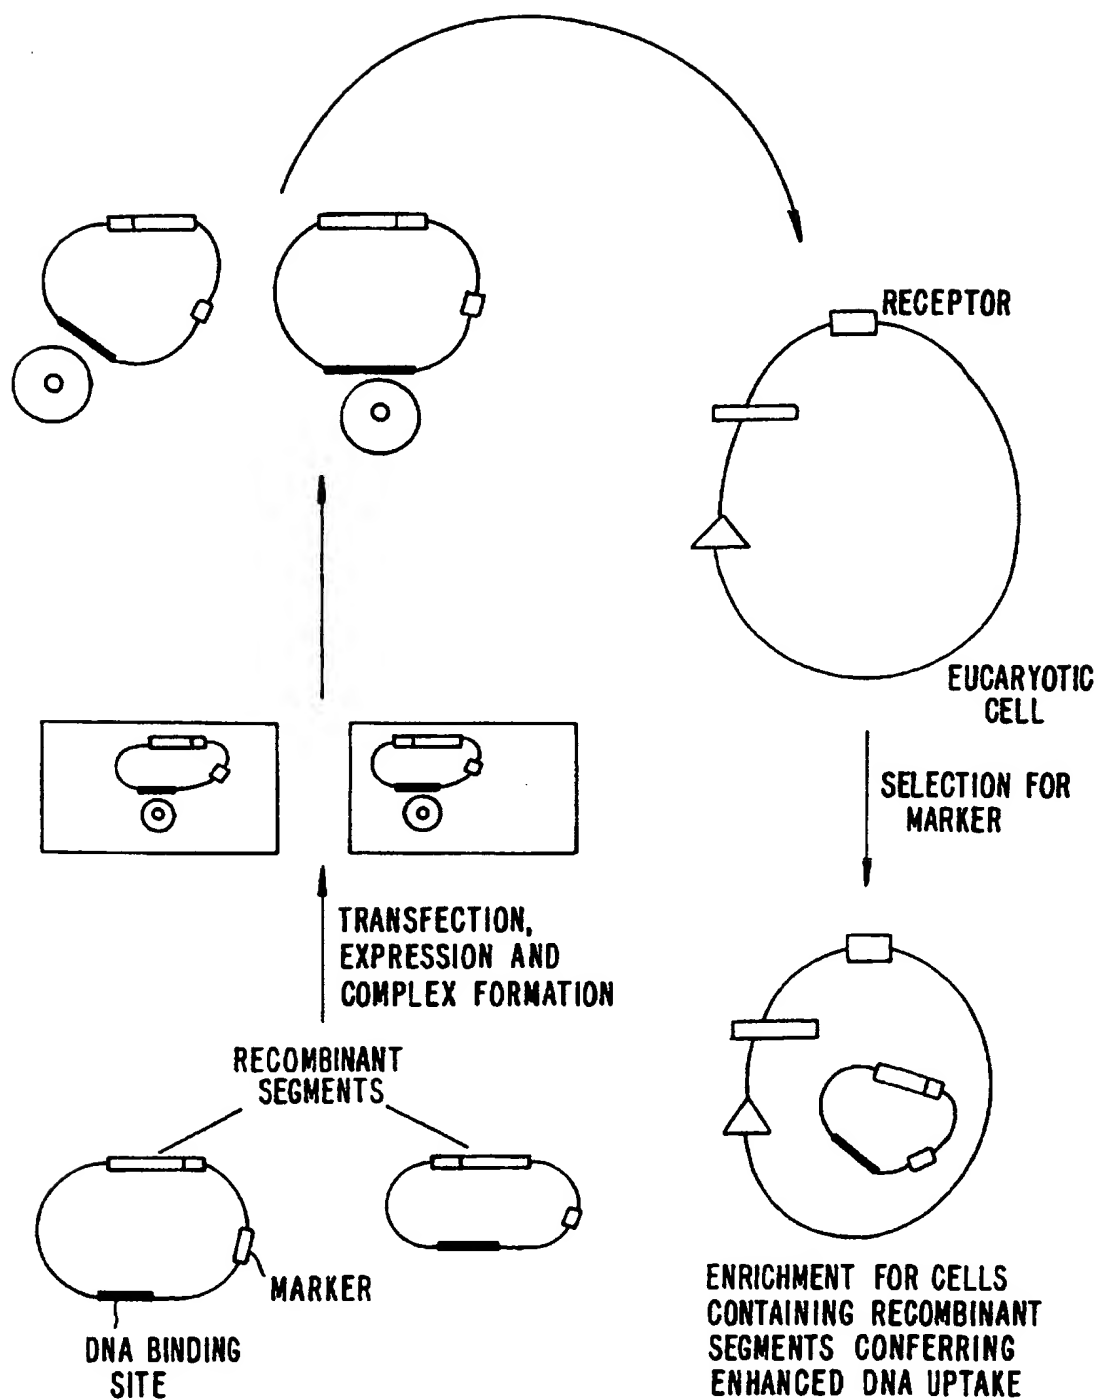 RECEPTOR
EUCARYOTIC
CELL
SELECTION FOR
MARKER
TRANSFECTION,
EXPRESSION AND
COMPLEX FORMATION
RECOMBINANT
SEGMENTS
MARKER
DNA BINDING
SITE
ENRICHMENT FOR CELLS
CONTAINING RECOMBINANT
SEGMENTS CONFERRING
ENHANCED DNA UPTAKE